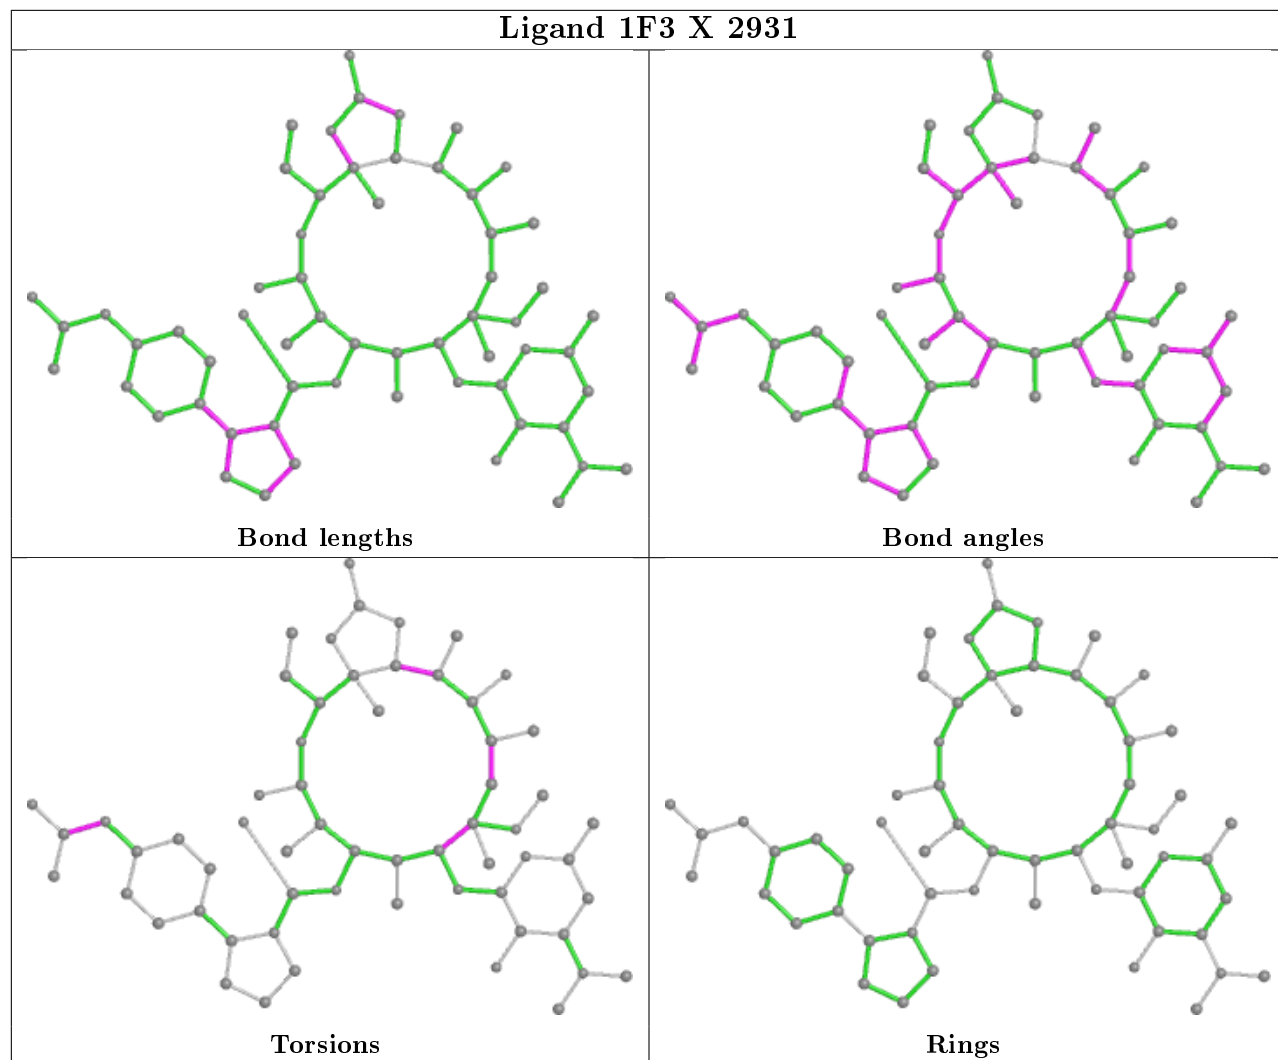 Ligand 1F3 X 2931
Bond lengths
Bond angles
Torsions
Rings